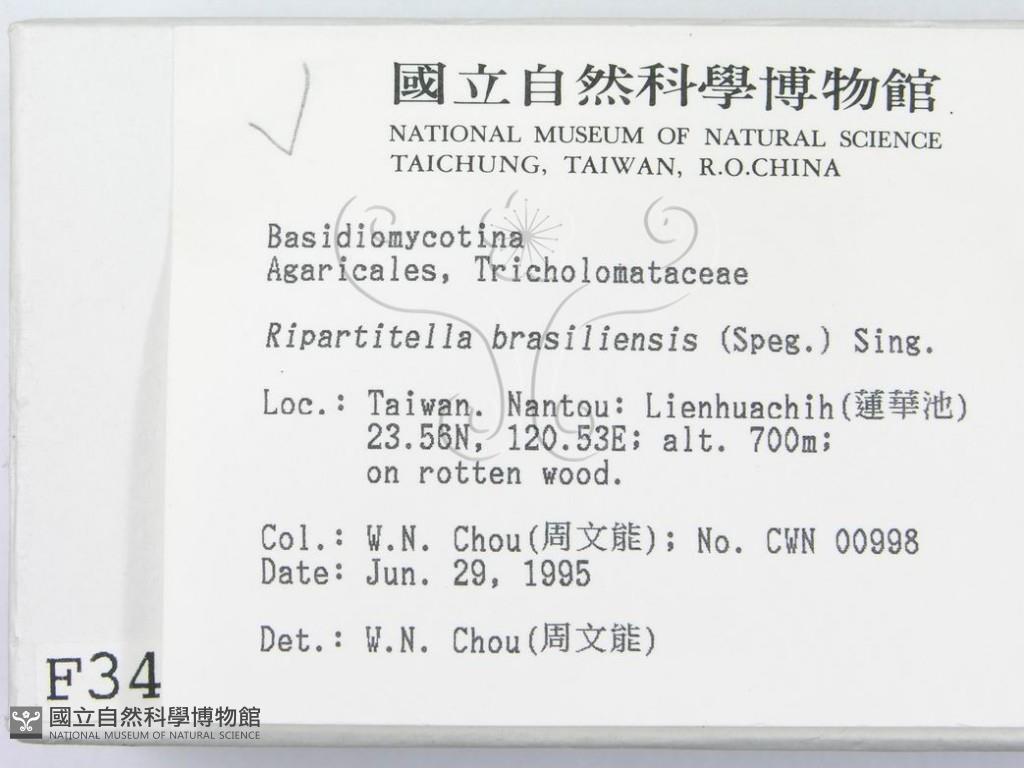 國立自然科學博物館
NATIONAL MUSEUM OF NATURAL SCIENCE
TAICHUNG, TAIWAN, R.O.CHINA
Basidiomycotina
Agaricales, Tricholomataceae
Ripartitella brasiliensis (Speg.) Sing.
Loc.: Taiwan. Nantou: Lienhuachih(蓮華池)
23.56N, 120.53E; alt. 700m;
on rotten wood.
Col.: W.N. Chou(周文能); No. CWN 00998
Date: Jun. 29, 1995
Det.: W.N. Chou(周文能)
F34
國立自然科學博物館
NATIONAL MUSEUM OF NATURAL SCIENCE